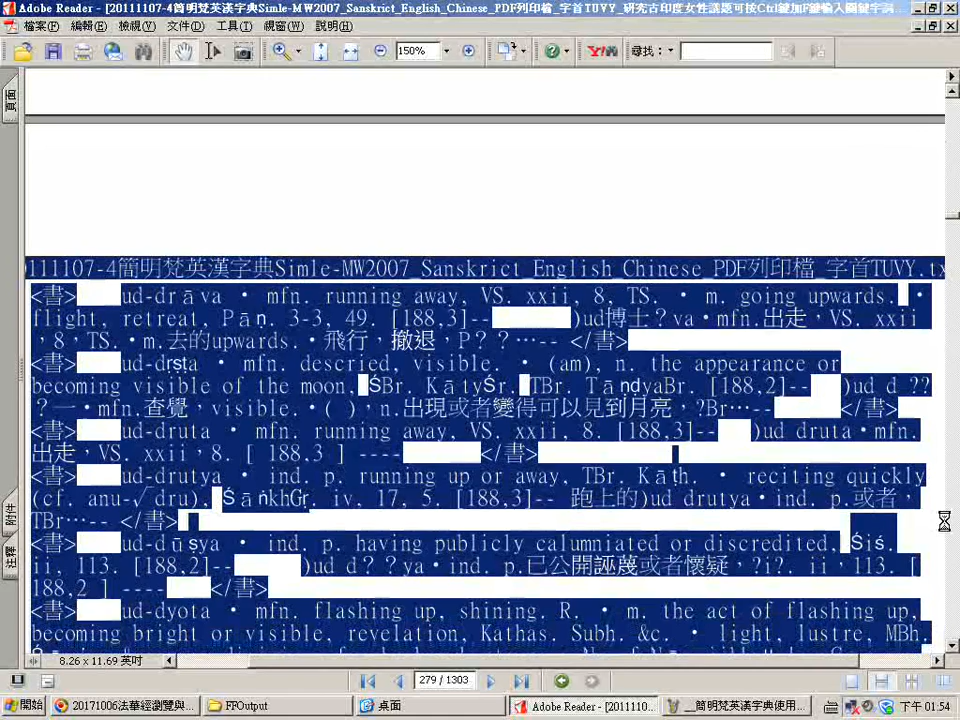 Adobe Reader - [20111107-4簡明梵英漢字典Simle-MW2007_Sanskrict_English_Chinese_PDF列印檔_字首TUVY_研究古印度女性議題可按Ctrl鍵加F鍵輸入關鍵字詞
檔案(F) 編輯(E) 檢視(V) 文件(D) 工具(T) 視窗(W) 說明(H)
150% Y! 尋找:
頁面
附件
註釋
0111107-4簡明梵英漢字典Simle-MW2007_Sanskrict_English_Chinese_PDF列印檔_字首TUVY.tx
<書> ud-drāva • mfn. running away, VS. xxii, 8, TS. • m. going upwards. •
flight, retreat, Pāṇ. 3-3, 49. [188,3]-- )ud博士？va•mfn.出走，VS. xxii
，8，TS.•m.去的upwards.•飛行，撤退，P？？…-- </書>
<書> ud-dṛṣṭa • mfn. descried, visible. • (am), n. the appearance or
becoming visible of the moon, ŚBr. KātyŚr. TBr. TāṇḍyaBr. [188,2]-- )ud d ??
？一•mfn.查覺，visible.•( )，n.出現或者變得可以見到月亮，?Br…-- </書>
<書> ud-druta • mfn. running away, VS. xxii, 8. [188,3]-- )ud druta•mfn.
出走，VS. xxii，8. [ 188.3 ] ---- </書>
<書> ud-drutya • ind. p. running up or away, TBr. Kāṭh. • reciting quickly
(cf. anu-√dru), ŚāṅkhGṛ. iv, 17, 5. [188,3]-- 跑上的)ud drutya•ind. p.或者，
TBr…-- </書>
<書> ud-dūṣya • ind. p. having publicly calumniated or discredited, Śiś.
ii, 113. [188,2]-- )ud d？？ya•ind. p.已公開誣蔑或者懷疑，?i?. ii，113. [
188,2 ] ---- </書>
<書> ud-dyota • mfn. flashing up, shining. R. • m. the act of flashing up,
becoming bright or visible, revelation, Kathas. Subh. &c. • light, lustre, MBh.
8.26 x 11.69 英吋
279 / 1303
開始 20171006法華經瀏覽與... FFOutput 桌面 Adobe Reader - [2011110... __簡明梵英字典使用... 下午 01:54